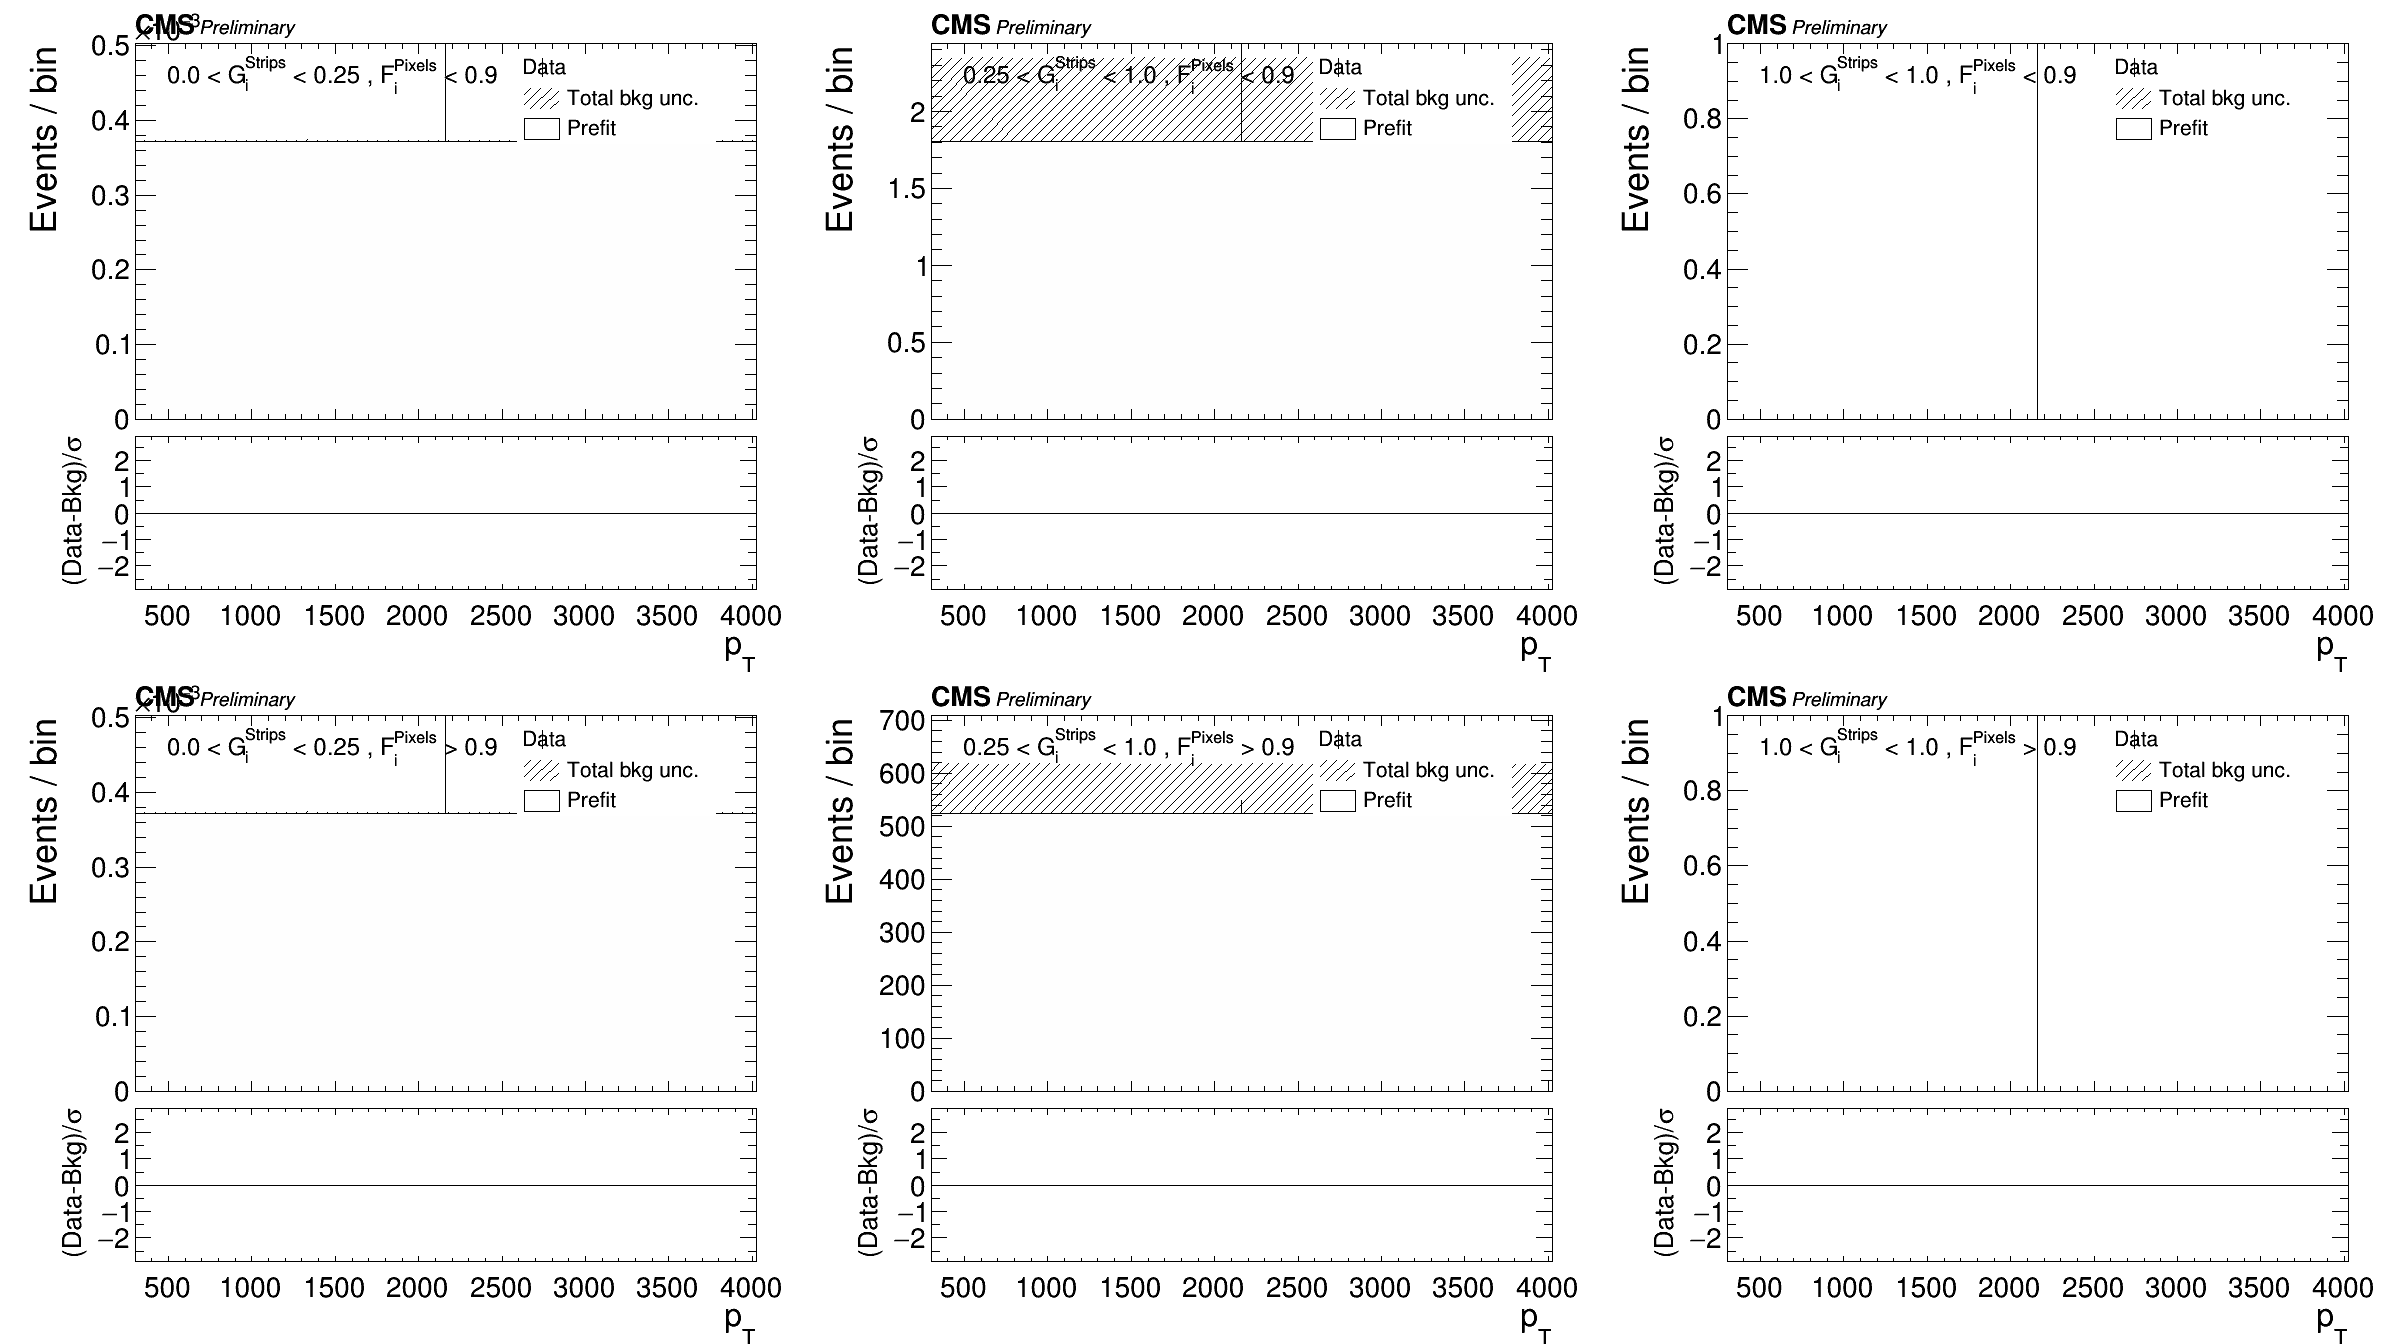 CMS Preliminary
×10^3
Events / bin
0.0 < G_i^Strips < 0.25 , F_i^Pixels < 0.9
Data
Total bkg unc.
Prefit
0.5
0.4
0.3
0.2
0.1
0
(Data-Bkg)/σ
2
1
0
−1
−2
500 1000 1500 2000 2500 3000 3500 4000
p_T
CMS Preliminary
Events / bin
0.25 < G_i^Strips < 1.0 , F_i^Pixels < 0.9
Data
Total bkg unc.
Prefit
2
1.5
1
0.5
0
(Data-Bkg)/σ
2
1
0
−1
−2
500 1000 1500 2000 2500 3000 3500 4000
p_T
CMS Preliminary
Events / bin
1.0 < G_i^Strips < 1.0 , F_i^Pixels < 0.9
Data
Total bkg unc.
Prefit
1
0.8
0.6
0.4
0.2
0
(Data-Bkg)/σ
2
1
0
−1
−2
500 1000 1500 2000 2500 3000 3500 4000
p_T
CMS Preliminary
×10^3
Events / bin
0.0 < G_i^Strips < 0.25 , F_i^Pixels > 0.9
Data
Total bkg unc.
Prefit
0.5
0.4
0.3
0.2
0.1
0
(Data-Bkg)/σ
2
1
0
−1
−2
500 1000 1500 2000 2500 3000 3500 4000
p_T
CMS Preliminary
Events / bin
0.25 < G_i^Strips < 1.0 , F_i^Pixels > 0.9
Data
Total bkg unc.
Prefit
700
600
500
400
300
200
100
0
(Data-Bkg)/σ
2
1
0
−1
−2
500 1000 1500 2000 2500 3000 3500 4000
p_T
CMS Preliminary
Events / bin
1.0 < G_i^Strips < 1.0 , F_i^Pixels > 0.9
Data
Total bkg unc.
Prefit
1
0.8
0.6
0.4
0.2
0
(Data-Bkg)/σ
2
1
0
−1
−2
500 1000 1500 2000 2500 3000 3500 4000
p_T